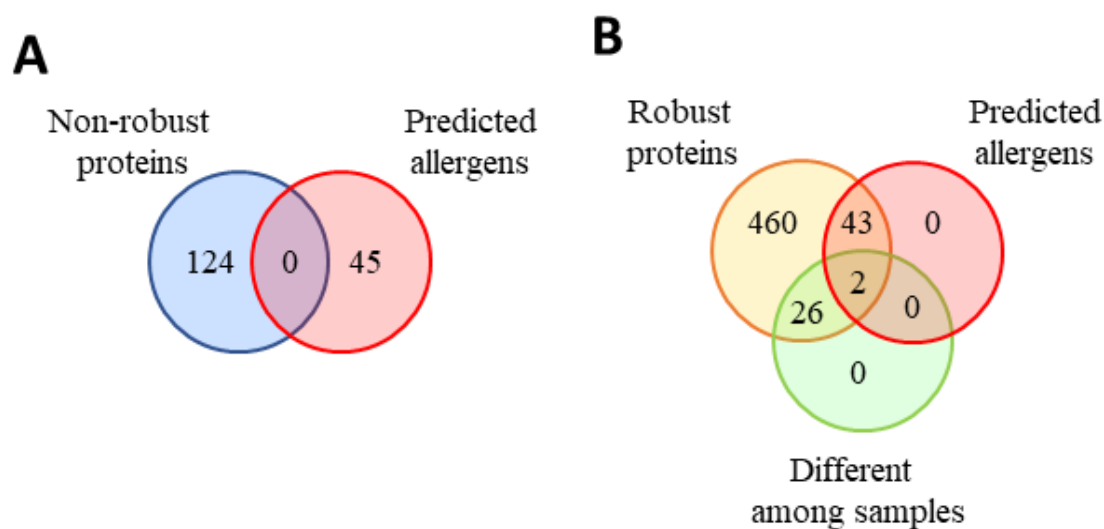 A
Non-robust
proteins
Predicted
allergens
124
0
45
B
Robust
proteins
Predicted
allergens
460
43
0
2
26
0
0
Different
among samples